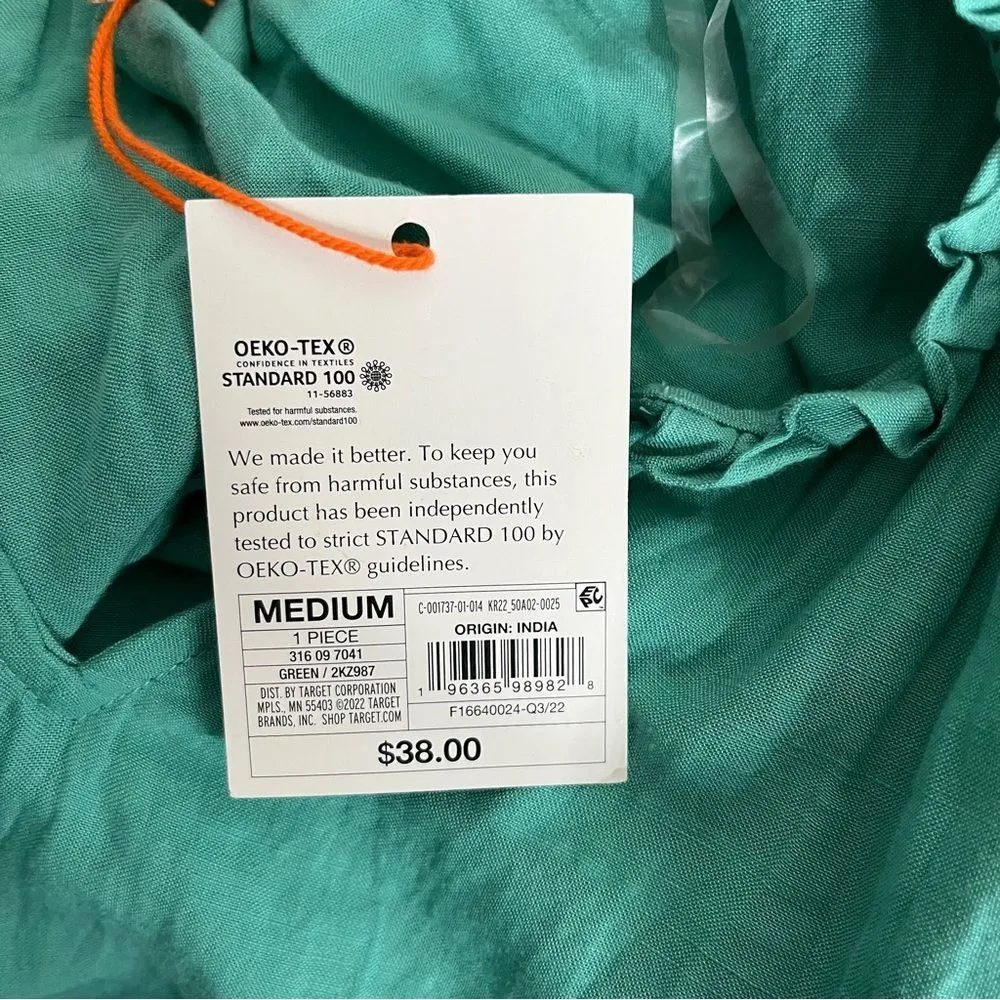 OEKO-TEX®
CONFIDENCE IN TEXTILES
STANDARD 100
11-56883
Tested for harmful substances.
www.oeko-tex.com/standard100
We made it better. To keep you
safe from harmful substances, this
product has been independently
tested to strict STANDARD 100 by
OEKO-TEX® guidelines.
MEDIUM
1 PIECE
316 09 7041
GREEN / 2KZ987
DIST. BY TARGET CORPORATION
MPLS., MN 55403 ©2022 TARGET
BRANDS, INC. SHOP TARGET.COM
C-001737-01-014 KR22_50A02-0025
EPC
ORIGIN: INDIA
1 96365 98982 8
F16640024-Q3/22
$38.00